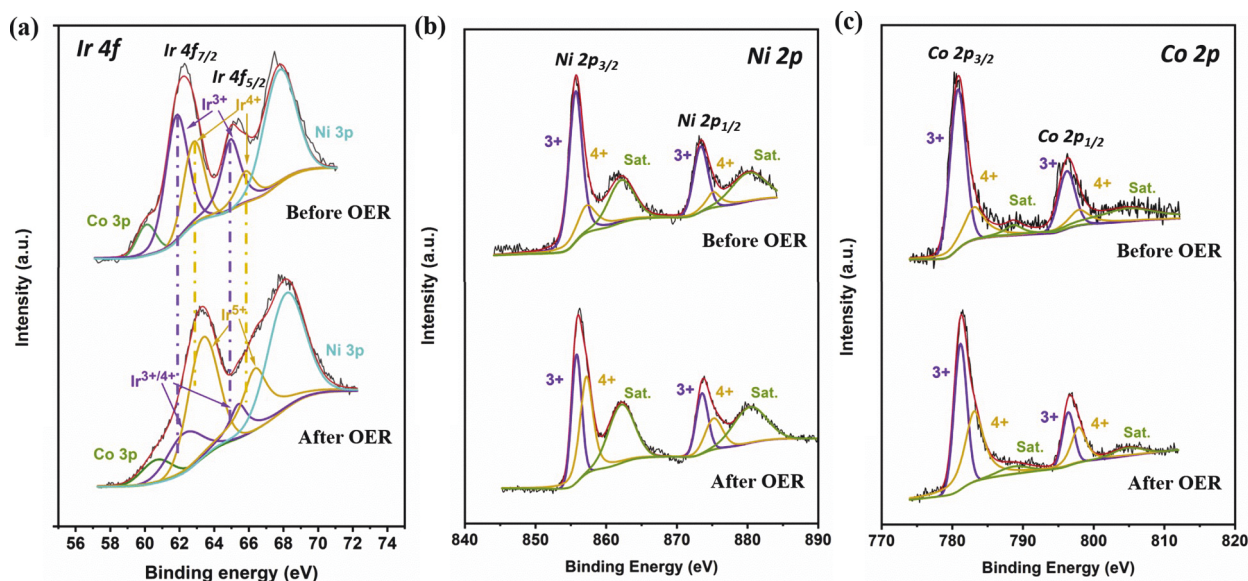 (a)
Ir 4f
Ir 4f7/2
Ir 4f5/2
Ir3+
Ir4+
Ni 3p
Co 3p
Before OER
Ir5+
Ni 3p
Ir3+/4+
Co 3p
After OER
56 58 60 62 64 66 68 70 72 74
Binding energy (eV)
(b)
Intensity (a.u.)
Ni 2p
Ni 2p3/2
Ni 2p1/2
3+
4+
Sat.
3+
4+
Sat.
Before OER
3+
4+
Sat.
3+
4+
Sat.
After OER
840 850 860 870 880 890
Binding Energy (eV)
(c)
Intensity (a.u.)
Co 2p
Co 2p3/2
Co 2p1/2
3+
4+
Sat.
3+
4+
Sat.
Before OER
3+
4+
Sat.
3+
4+
Sat.
After OER
770 780 790 800 810 820
Binding Energy (eV)